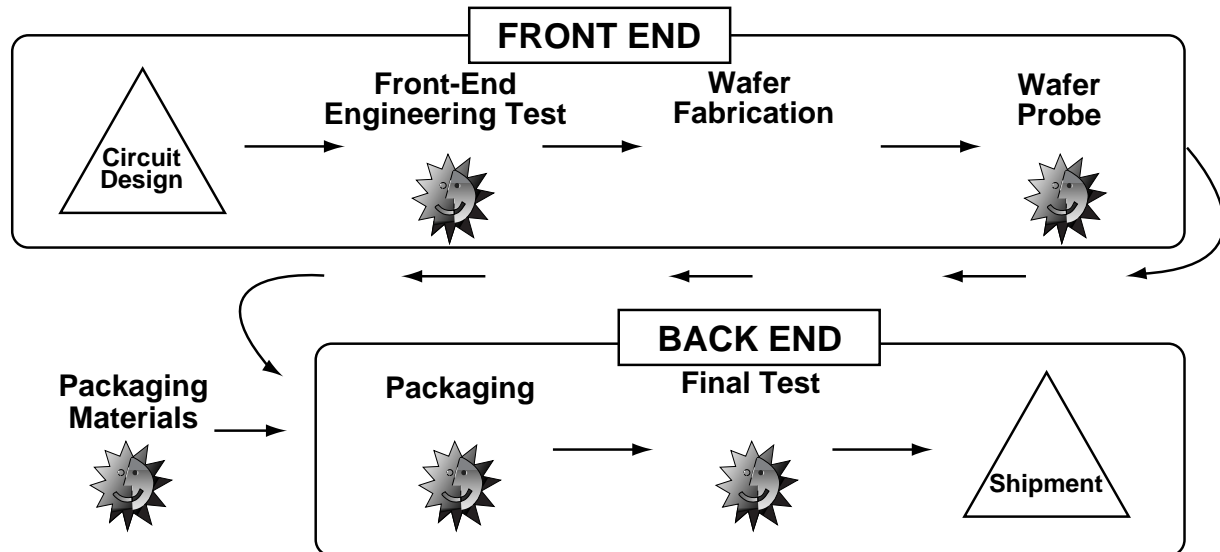 FRONT END
Circuit
Design
Front-End
Engineering Test
Wafer
Fabrication
Wafer
Probe
BACK END
Packaging
Materials
Packaging
Final Test
Shipment